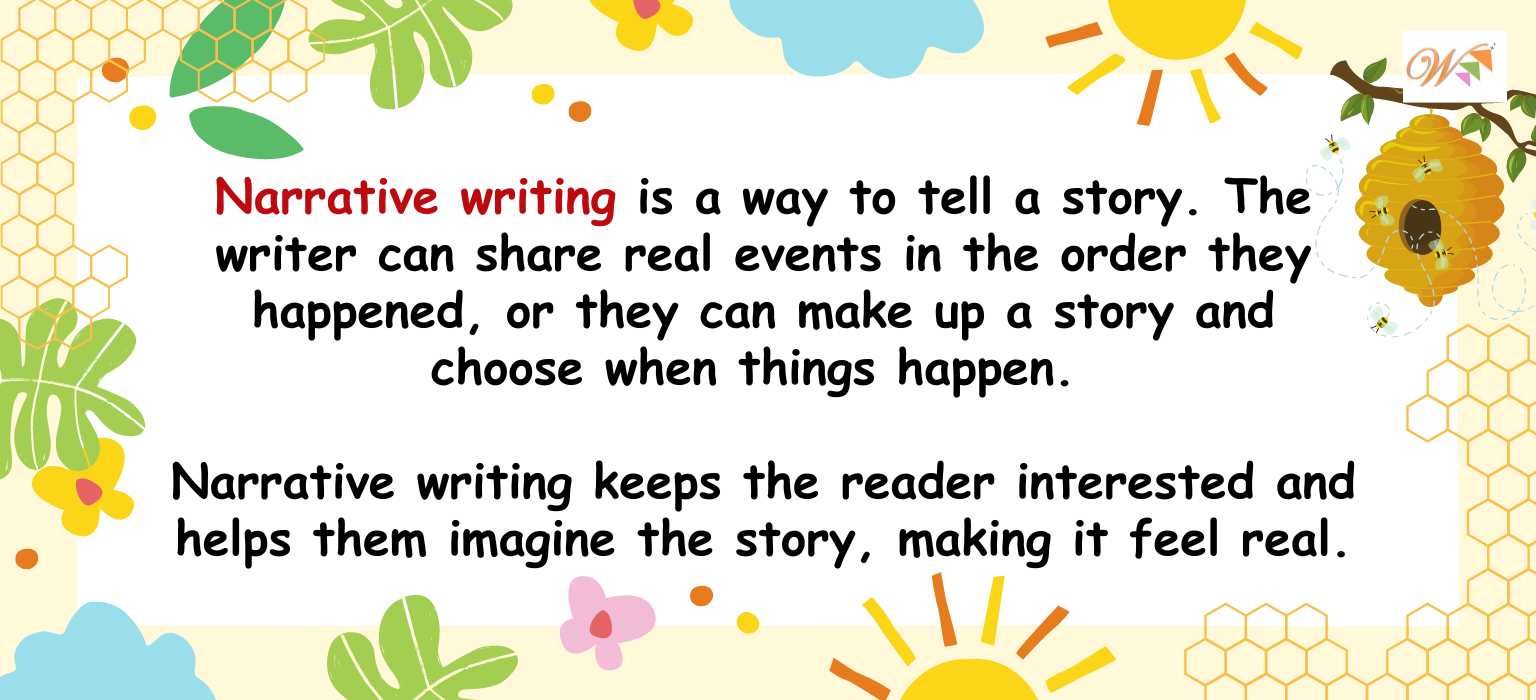 Narrative writing is a way to tell a story. The
writer can share real events in the order they
happened, or they can make up a story and
choose when things happen.
Narrative writing keeps the reader interested and
helps them imagine the story, making it feel real.
W